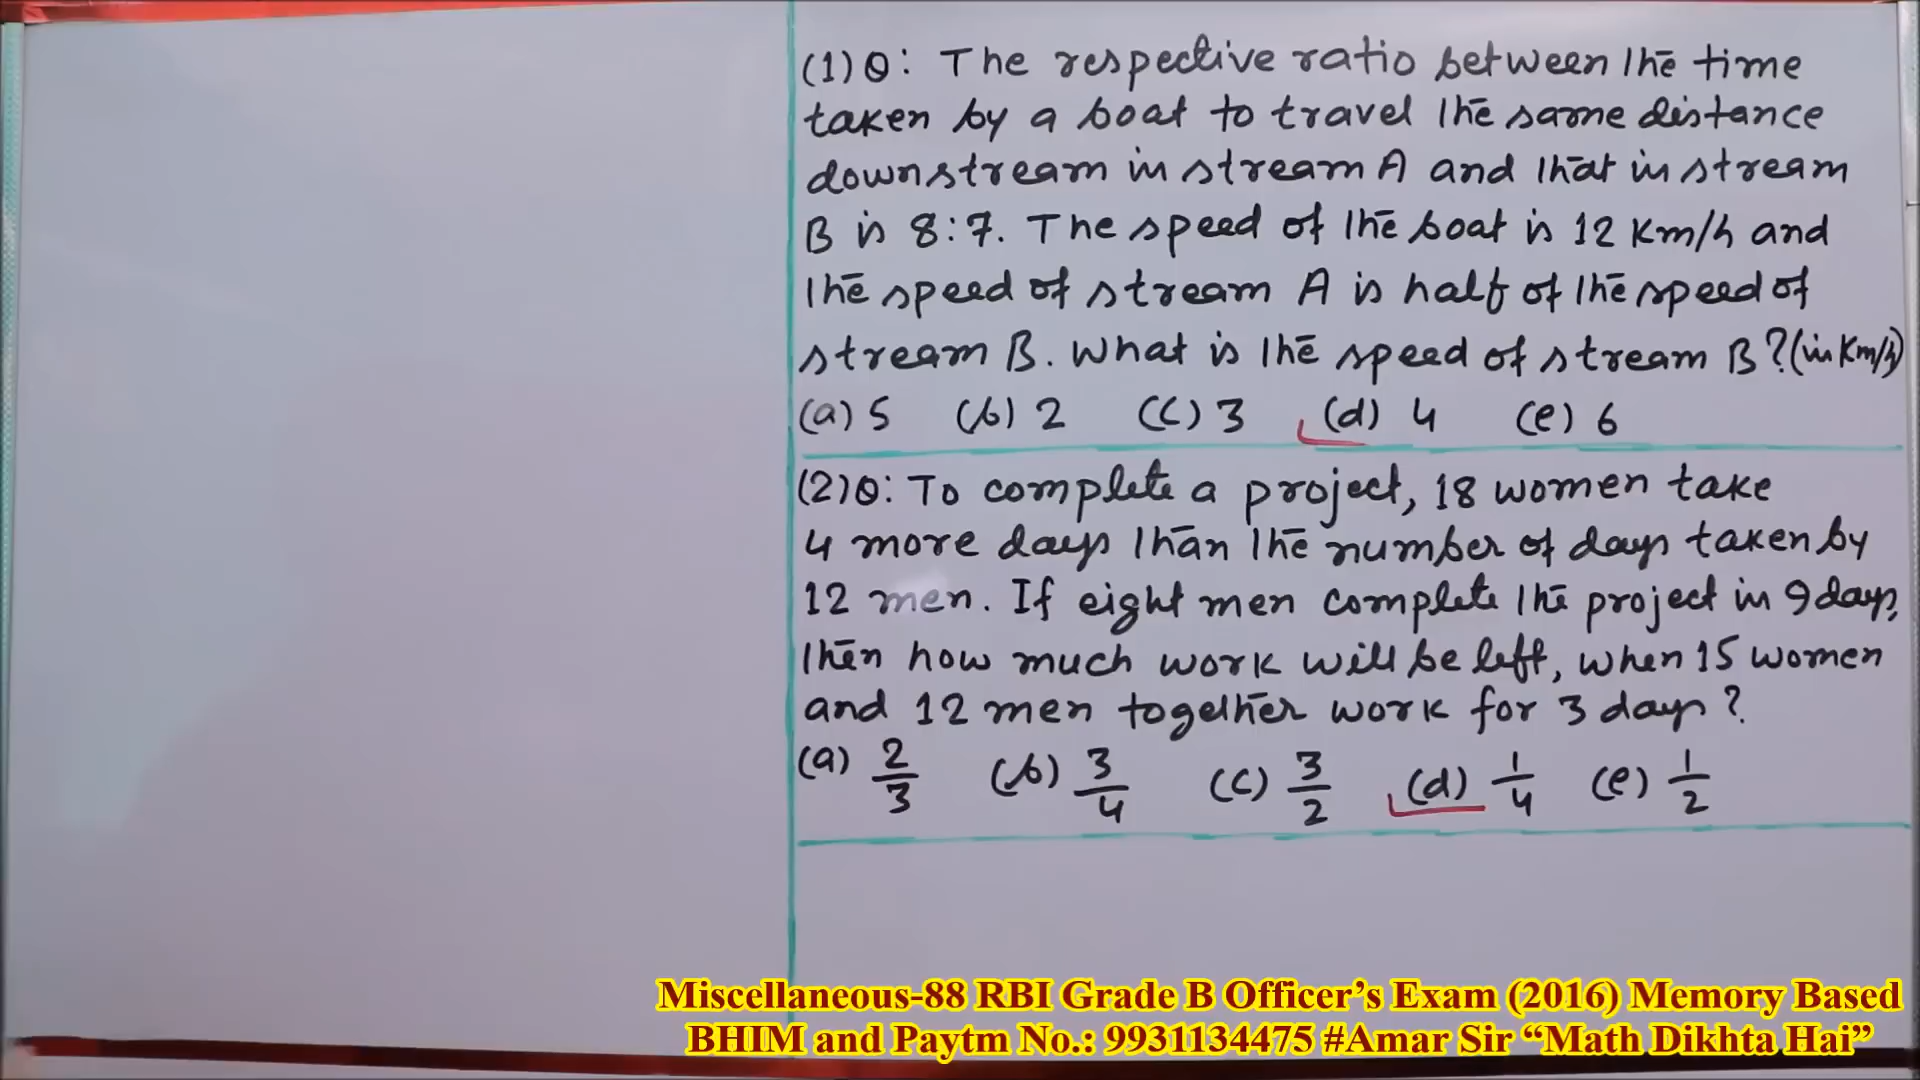 (1)Q: The respective ratio between the time
taken by a boat to travel the same distance
downstream in stream A and that in stream
B is 8:7. The speed of the boat is 12 Km/h and
the speed of stream A is half of the speed of
stream B. What is the speed of stream B?(in Km/h)
(a) 5 (b) 2 (c) 3 (d) 4 (e) 6
(2)Q: To complete a project, 18 women take
4 more days than the number of days taken by
12 men. If eight men complete the project in 9 days,
then how much work will be left, when 15 women
and 12 men together work for 3 days?
(a) 2/3 (b) 3/4 (c) 3/2 (d) 1/4 (e) 1/2
Miscellaneous-88 RBI Grade B Officer’s Exam (2016) Memory Based
BHIM and Paytm No.: 9931134475 #Amar Sir “Math Dikhta Hai”